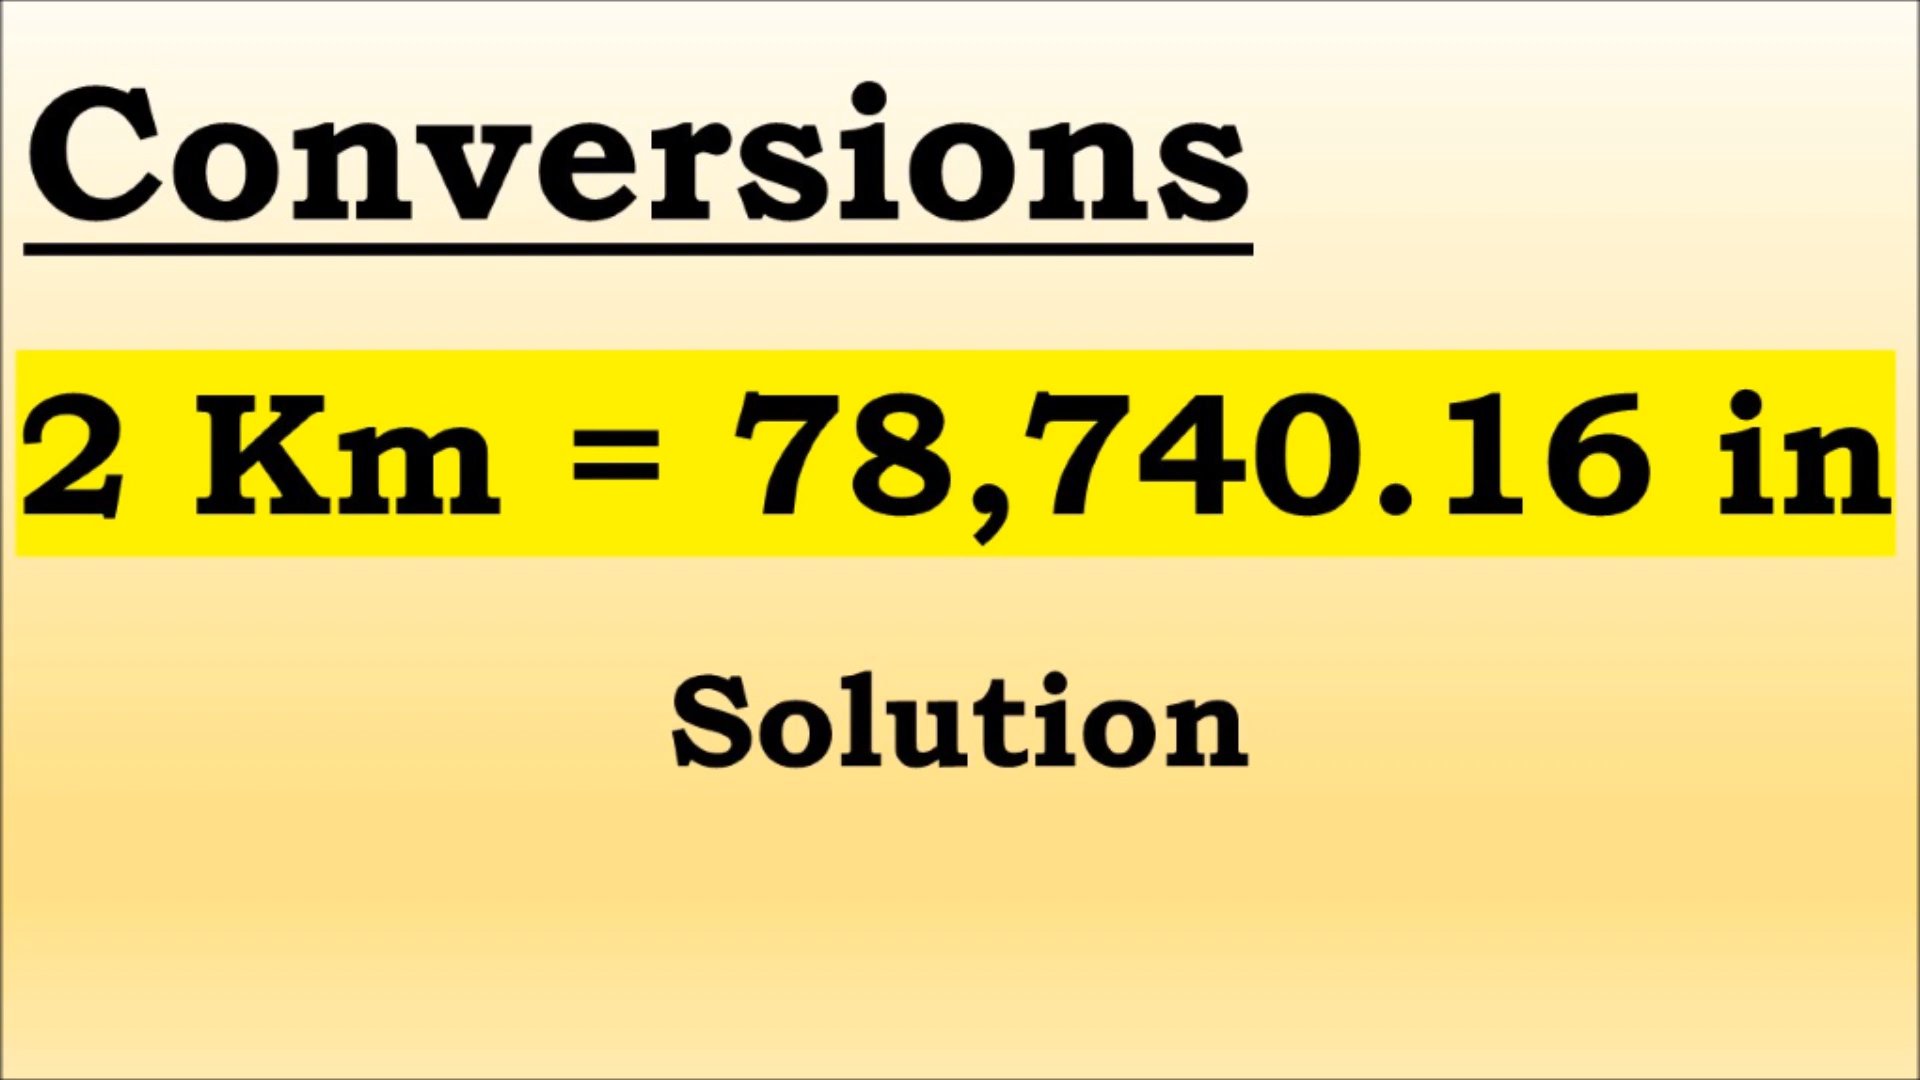 Conversions
2 Km = 78,740.16 in
Solution